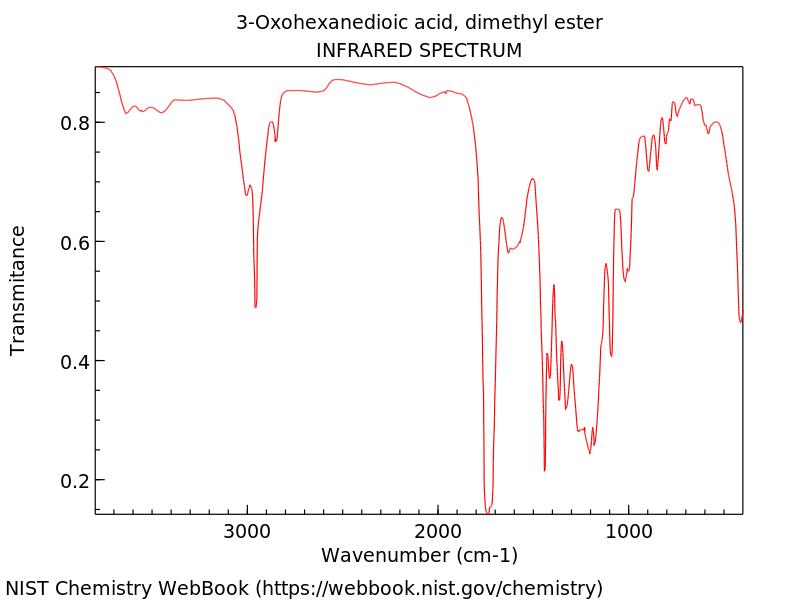 3-Oxohexanedioic acid, dimethyl ester
INFRARED SPECTRUM
0.8
0.6
0.4
0.2
Transmitance
3000 2000 1000
Wavenumber (cm-1)
NIST Chemistry WebBook (https://webbook.nist.gov/chemistry)